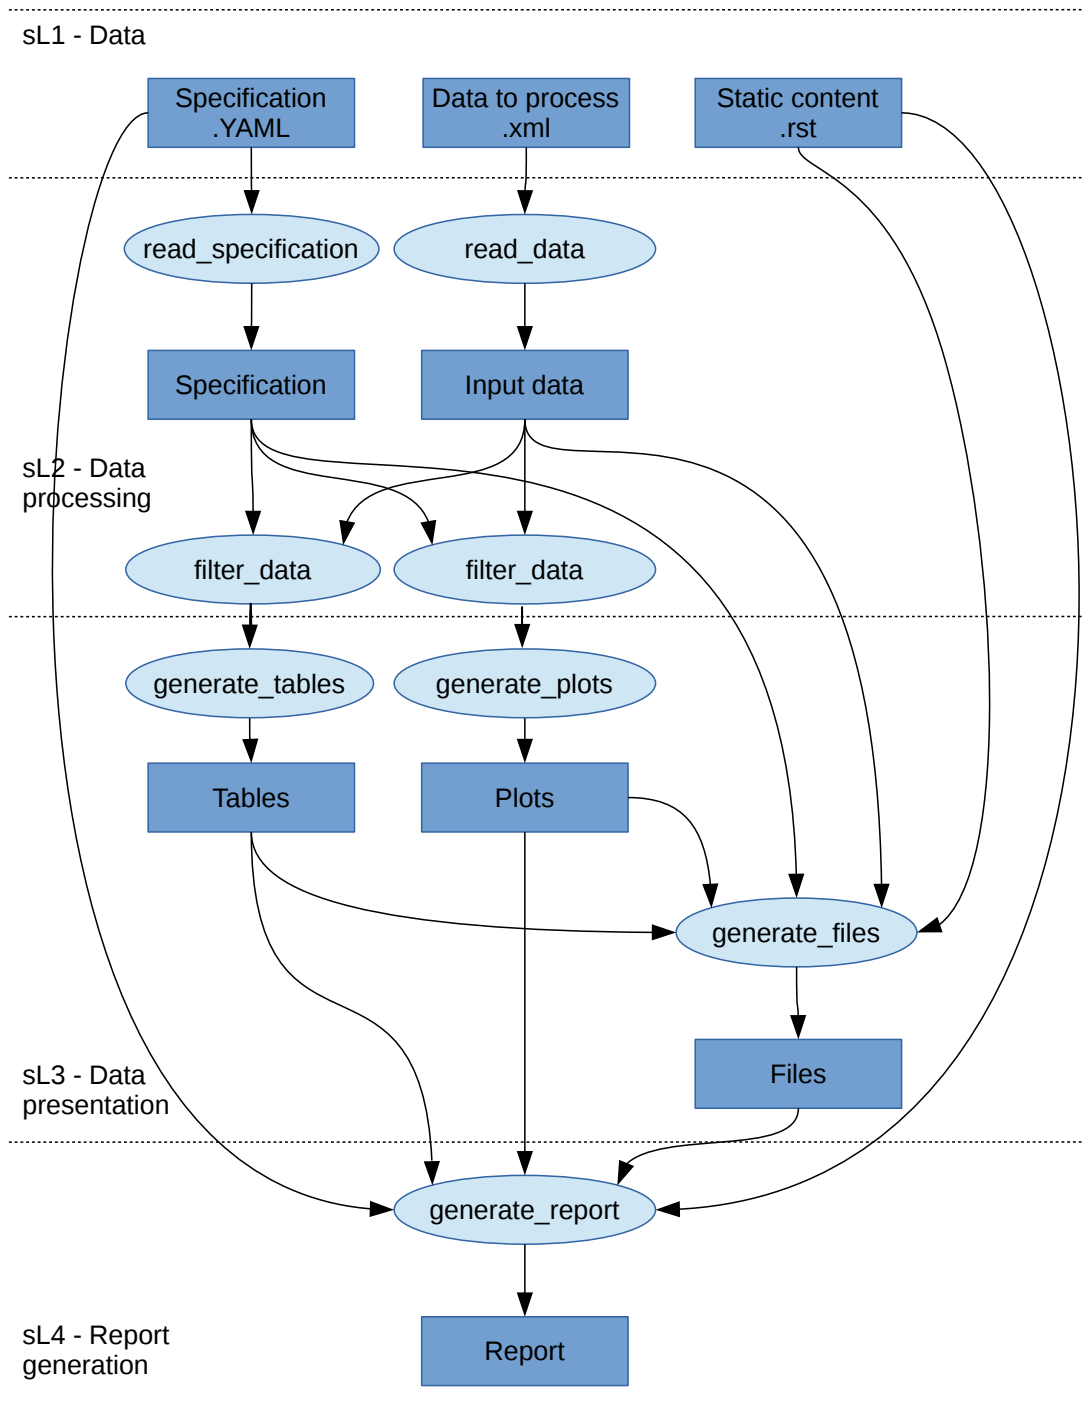 sL1 - Data
Specification
.YAML
Data to process
.xml
Static content
.rst
read_specification
read_data
Specification
Input data
sL2 - Data
processing
filter_data
filter_data
generate_tables
generate_plots
Tables
Plots
generate_files
sL3 - Data
presentation
Files
generate_report
sL4 - Report
generation
Report